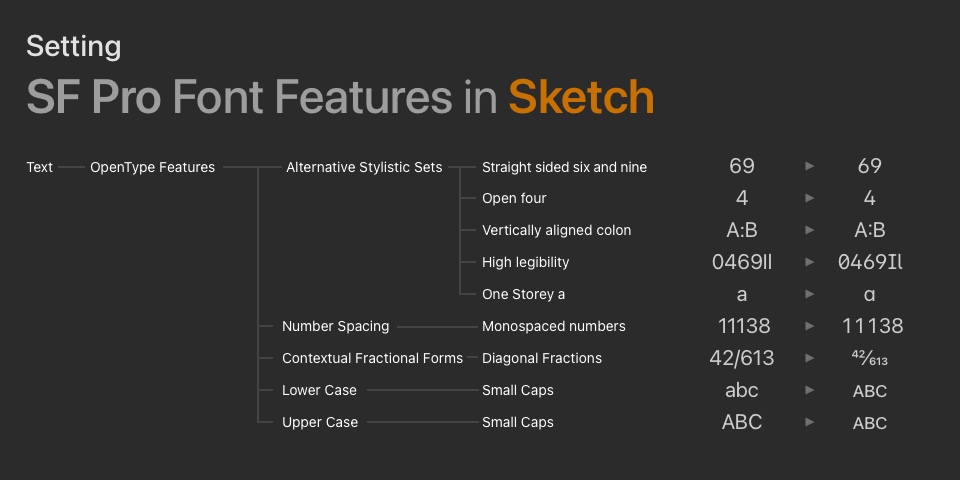 Setting
SF Pro Font Features in Sketch
Text OpenType Features Alternative Stylistic Sets Straight sided six and nine 69 ▶ 69
Open four 4 ▶ 4
Vertically aligned colon A:B ▶ A:B
High legibility 0469Il ▶ 0469Il
One Storey a a ▶ ɑ
Number Spacing Monospaced numbers 11138 ▶ 11138
Contextual Fractional Forms Diagonal Fractions 42/613 ▶ ⁴²⁄₆₁₃
Lower Case Small Caps abc ▶ ᴀʙᴄ
Upper Case Small Caps ABC ▶ ᴀʙᴄ